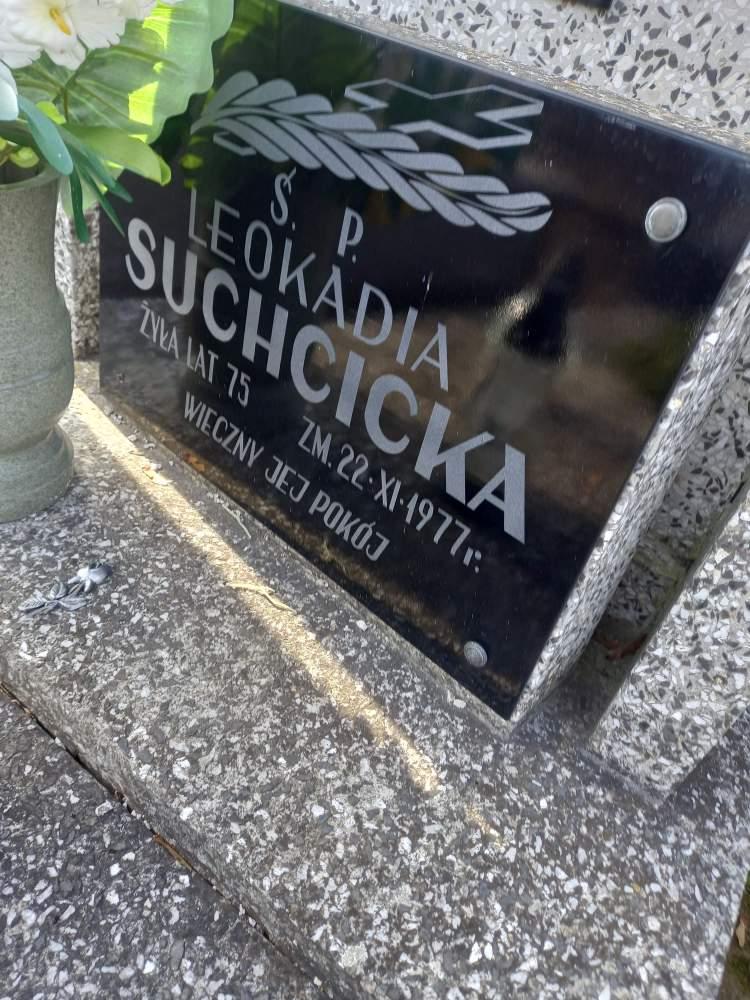 Ś. P.
LEOKADIA
SUCHCICKA
ŻYŁA LAT 75 ZM. 22·XI·1977r.
WIECZNY JEJ POKÓJ